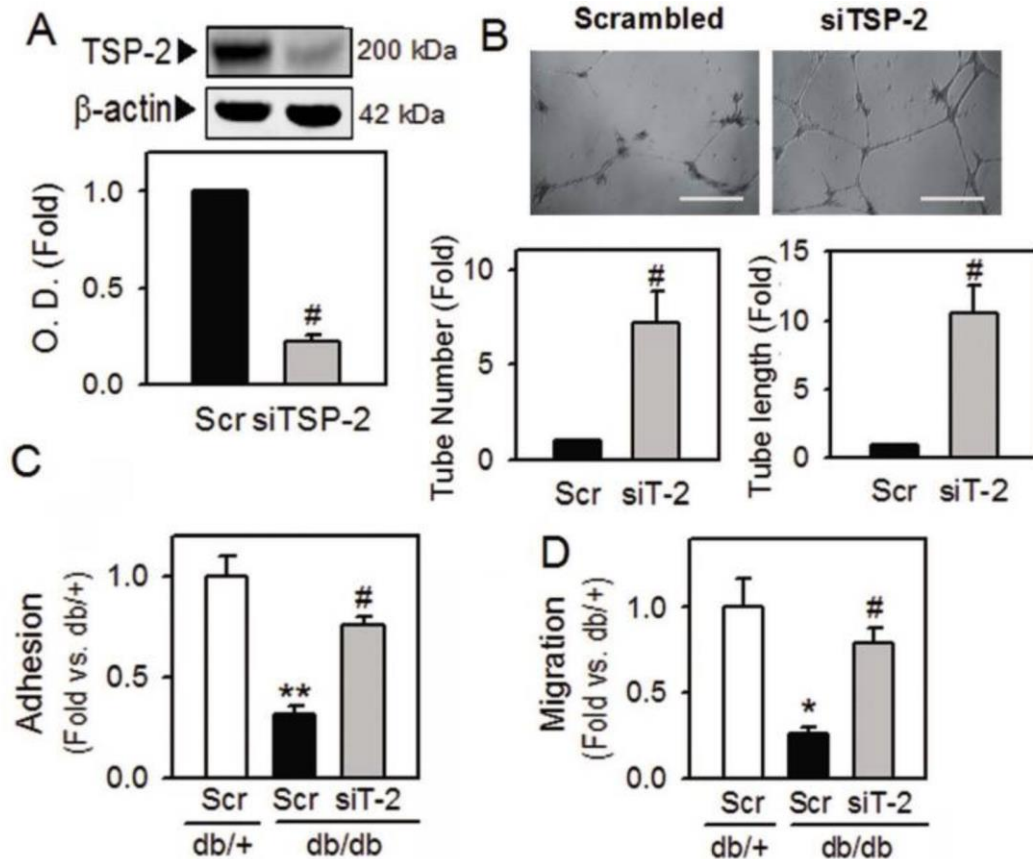 A
TSP-2 200 kDa
β-actin 42 kDa
O. D. (Fold)
1.0
0.5
0.0
#
Scr siTSP-2
B
Scrambled siTSP-2
Tube Number (Fold)
10
5
0
#
Scr siT-2
Tube length (Fold)
15
10
5
0
#
Scr siT-2
C
Adhesion
(Fold vs. db/+)
1.0
0.5
0.0
**
#
Scr Scr siT-2
db/+ db/db
D
Migration
(Fold vs. db/+)
1.0
0.5
0.0
*
#
Scr Scr siT-2
db/+ db/db